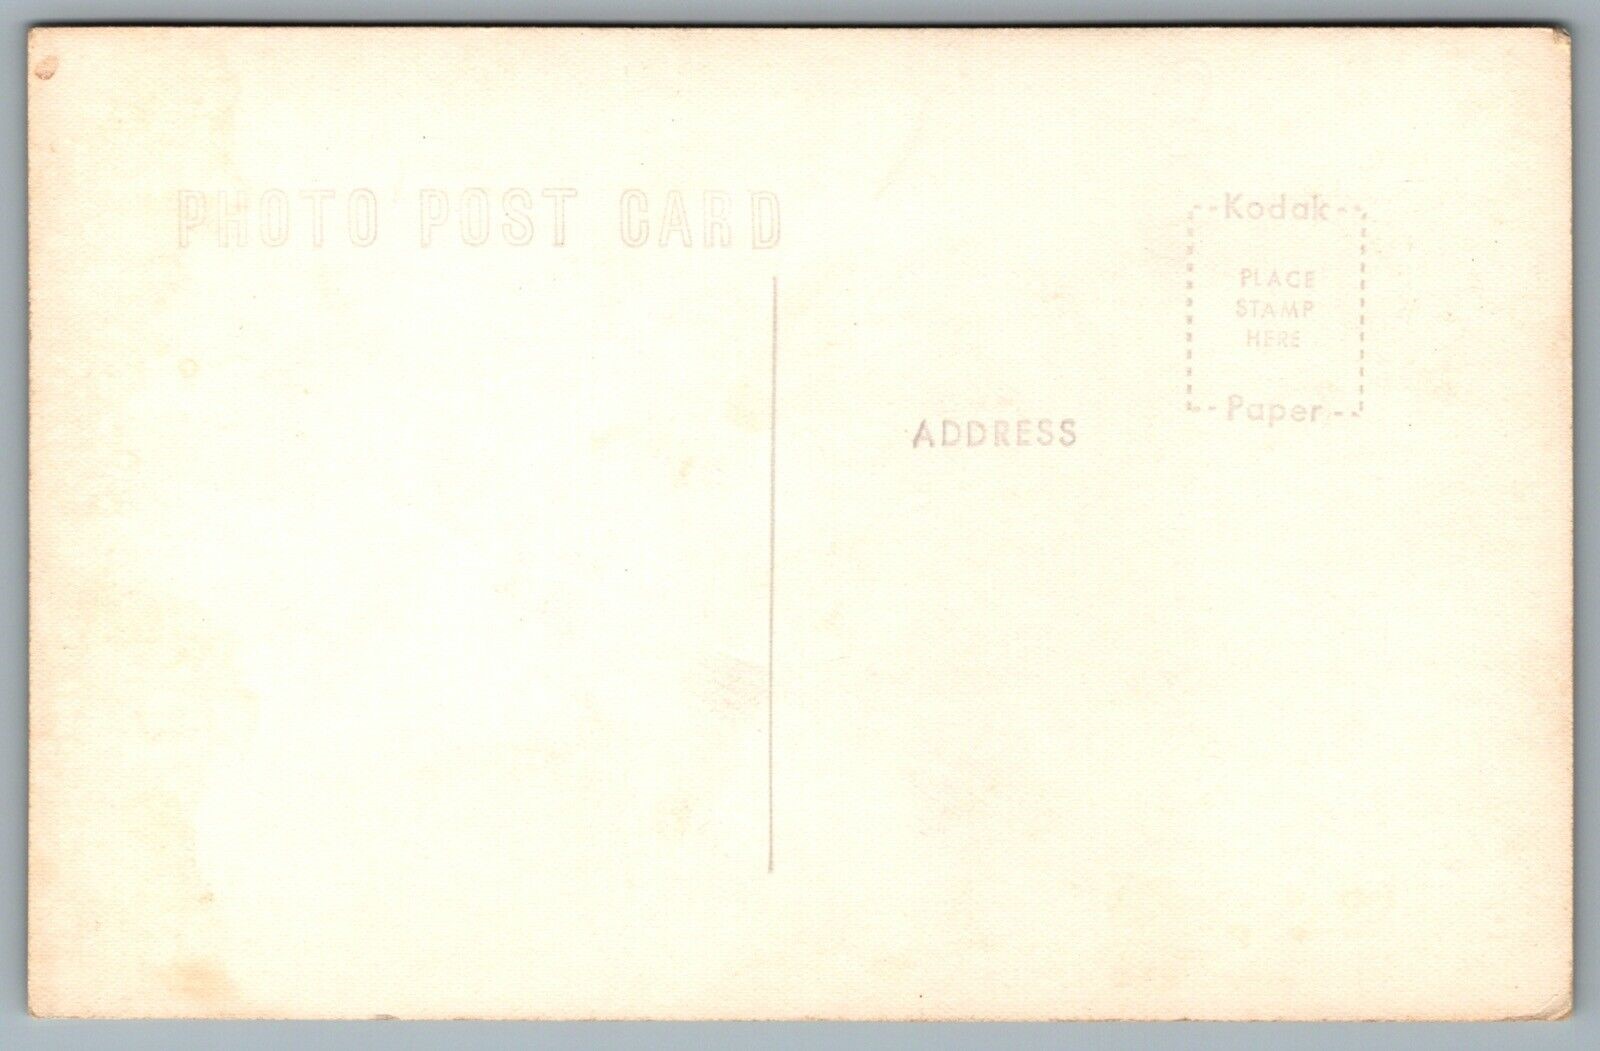 PHOTO POST CARD
Kodak
PLACE
STAMP
HERE
Paper
ADDRESS